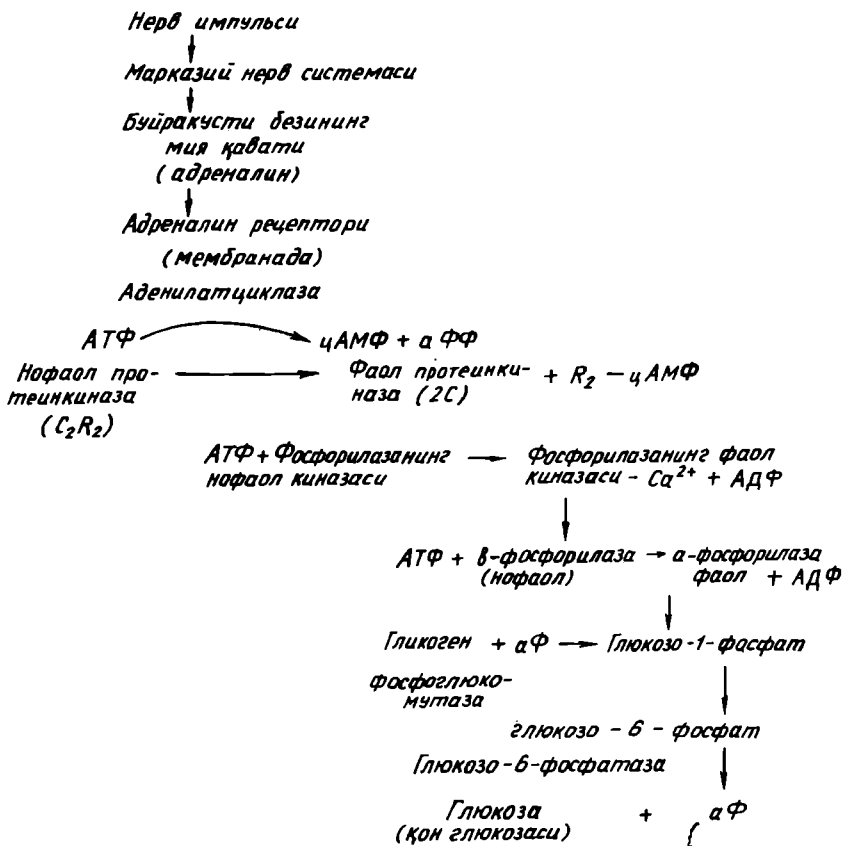 Нерв импульси
Марказий нерв системаси
Буйракусти безининг
мия қавати
(адреналин)
Адреналин рецептори
(мембранада)
Аденилатциклаза
АТФ цАМФ + аФФ
Нофаол про-
теинкиназа
(C₂R₂)
Фаол протеинки-
наза (2С)
+ R₂ — цАМФ
АТФ + Фосфорилазанинг
нофаол киназаси
Фосфорилазанинг фаол
киназаси - Ca²⁺ + АДФ
АТФ + в-фосфорилаза → а-фосфорилаза
(нофаол) фаол + АДФ
Гликоген + аФ → Глюкозо-1-фосфат
фосфоглюко-
мутаза
глюкозо - 6 - фосфат
Глюкозо-6-фосфатаза
Глюкоза + аФ
(қон глюкозаси) {